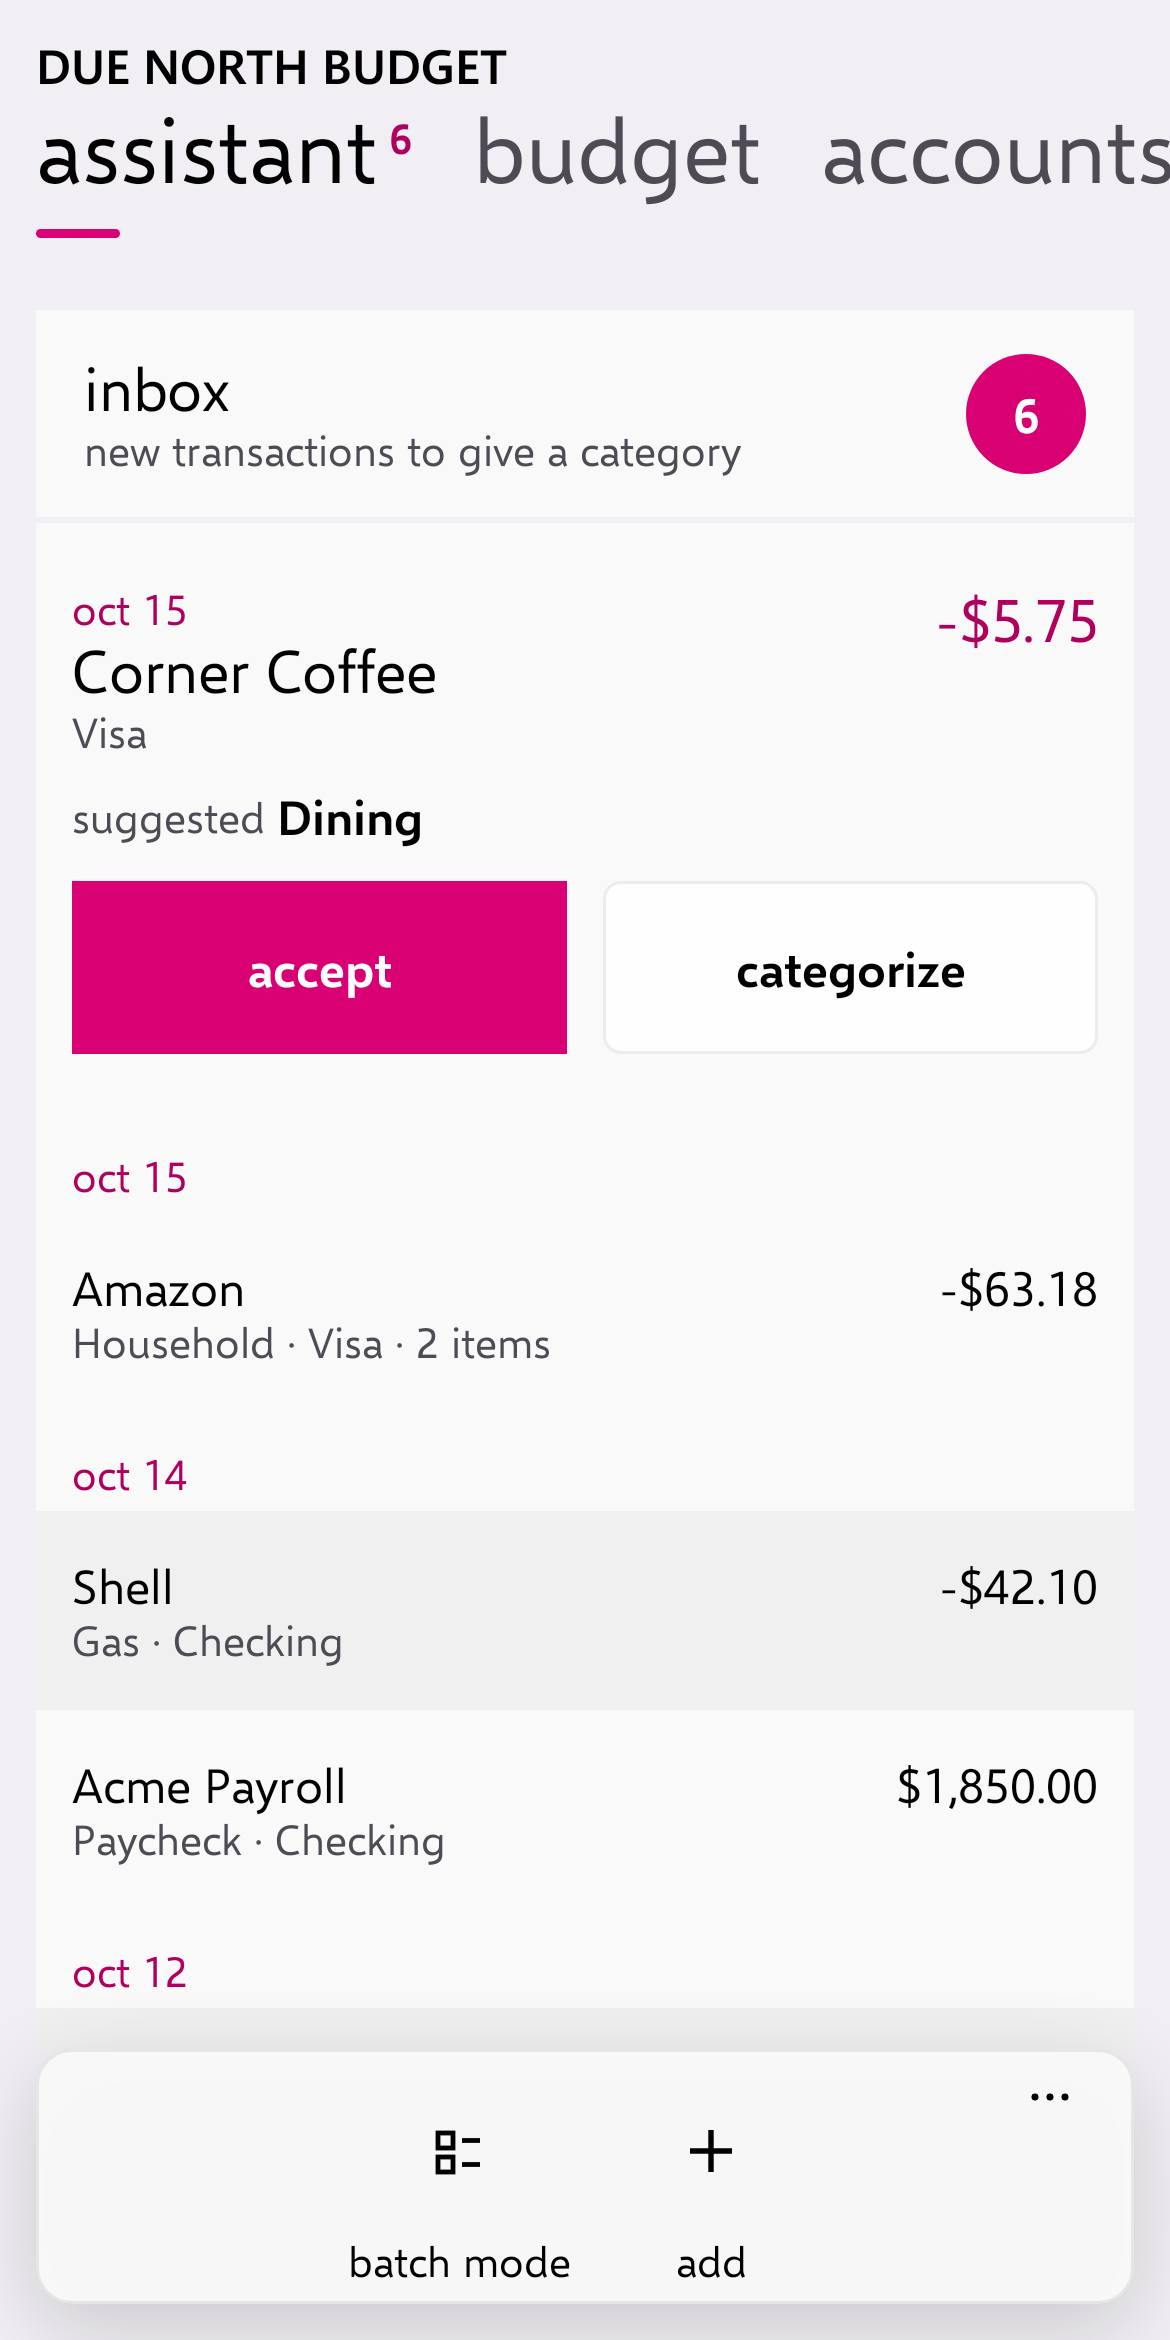 DUE NORTH BUDGET
assistant 6 budget accounts
inbox
new transactions to give a category
6
oct 15
-$5.75
Corner Coffee
Visa
suggested Dining
accept
categorize
oct 15
Amazon
-$63.18
Household · Visa · 2 items
oct 14
Shell
-$42.10
Gas · Checking
Acme Payroll
$1,850.00
Paycheck · Checking
oct 12
...
batch mode
add